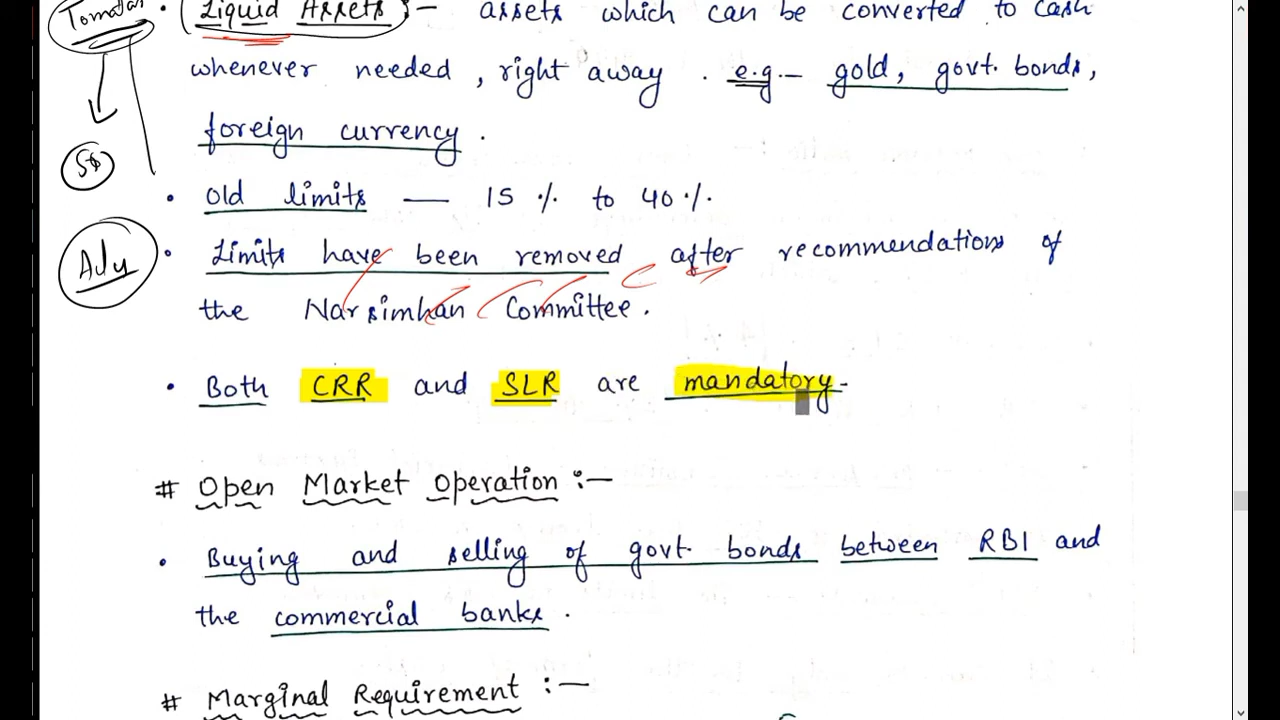 Tomatar
· Liquid Assets :- assets which can be converted to cash
whenever needed, right away. e.g.- gold, govt. bonds,
foreign currency.
· Old limits — 15 % to 40 %.
Adv
· Limits have been removed after recommendations of
the Narsimhan Committee.
· Both CRR and SLR are mandatory.
# Open Market Operation :-
· Buying and selling of govt. bonds between RBI and
the commercial banks.
# Marginal Requirement :-